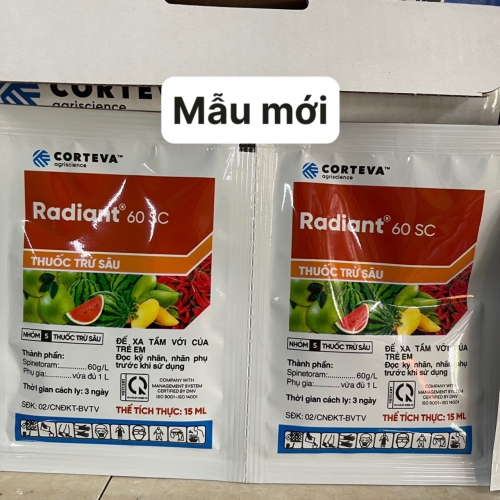 CORTEVA
agriscience
Mẫu mới
CORTEVA™
agriscience
Radiant® 60 SC
THUỐC TRỪ SÂU
NHÓM 5 THUỐC TRỪ SÂU
Thành phần:
Spinetoram: 60g/L
Phụ gia: vừa đủ 1 L
Thời gian cách ly: 3 ngày
SĐK: 02/CNĐKT-BVTV
ĐỂ XA TẦM VỚI CỦA
TRẺ EM
Đọc kỹ nhãn, nhãn phụ
trước khi sử dụng
COMPANY WITH
MANAGEMENT SYSTEM
CERTIFIED BY DNV
ISO 9001 • ISO 14001
THỂ TÍCH THỰC: 15 ML
CORTEVA™
agriscience
Radiant® 60 SC
THUỐC TRỪ SÂU
NHÓM 5 THUỐC TRỪ SÂU
Thành phần:
Spinetoram: 60g/L
Phụ gia: vừa đủ 1 L
Thời gian cách ly: 3 ngày
SĐK: 02/CNĐKT-BVTV
ĐỂ XA TẦM VỚI CỦA
TRẺ EM
Đọc kỹ nhãn, nhãn phụ
trước khi sử dụng
COMPANY WITH
MANAGEMENT SYSTEM
CERTIFIED BY DNV
ISO 9001 • ISO 14001
THỂ TÍCH THỰC: 15 ML